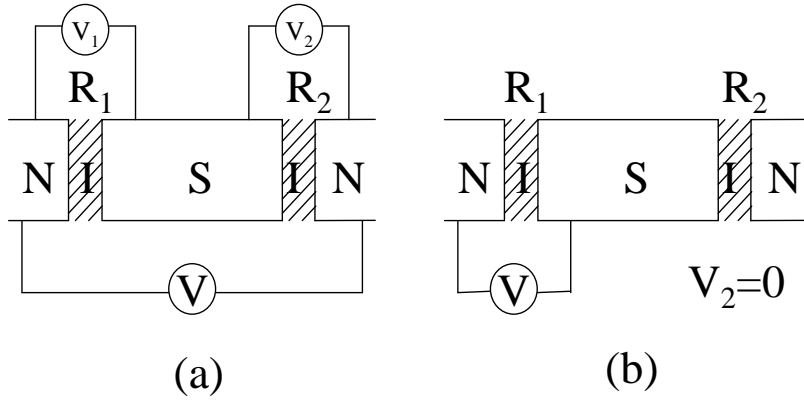 V₁ V₂
R₁ R₂ R₁ R₂
N I S I N N I S I N
V V V₂=0
(a) (b)